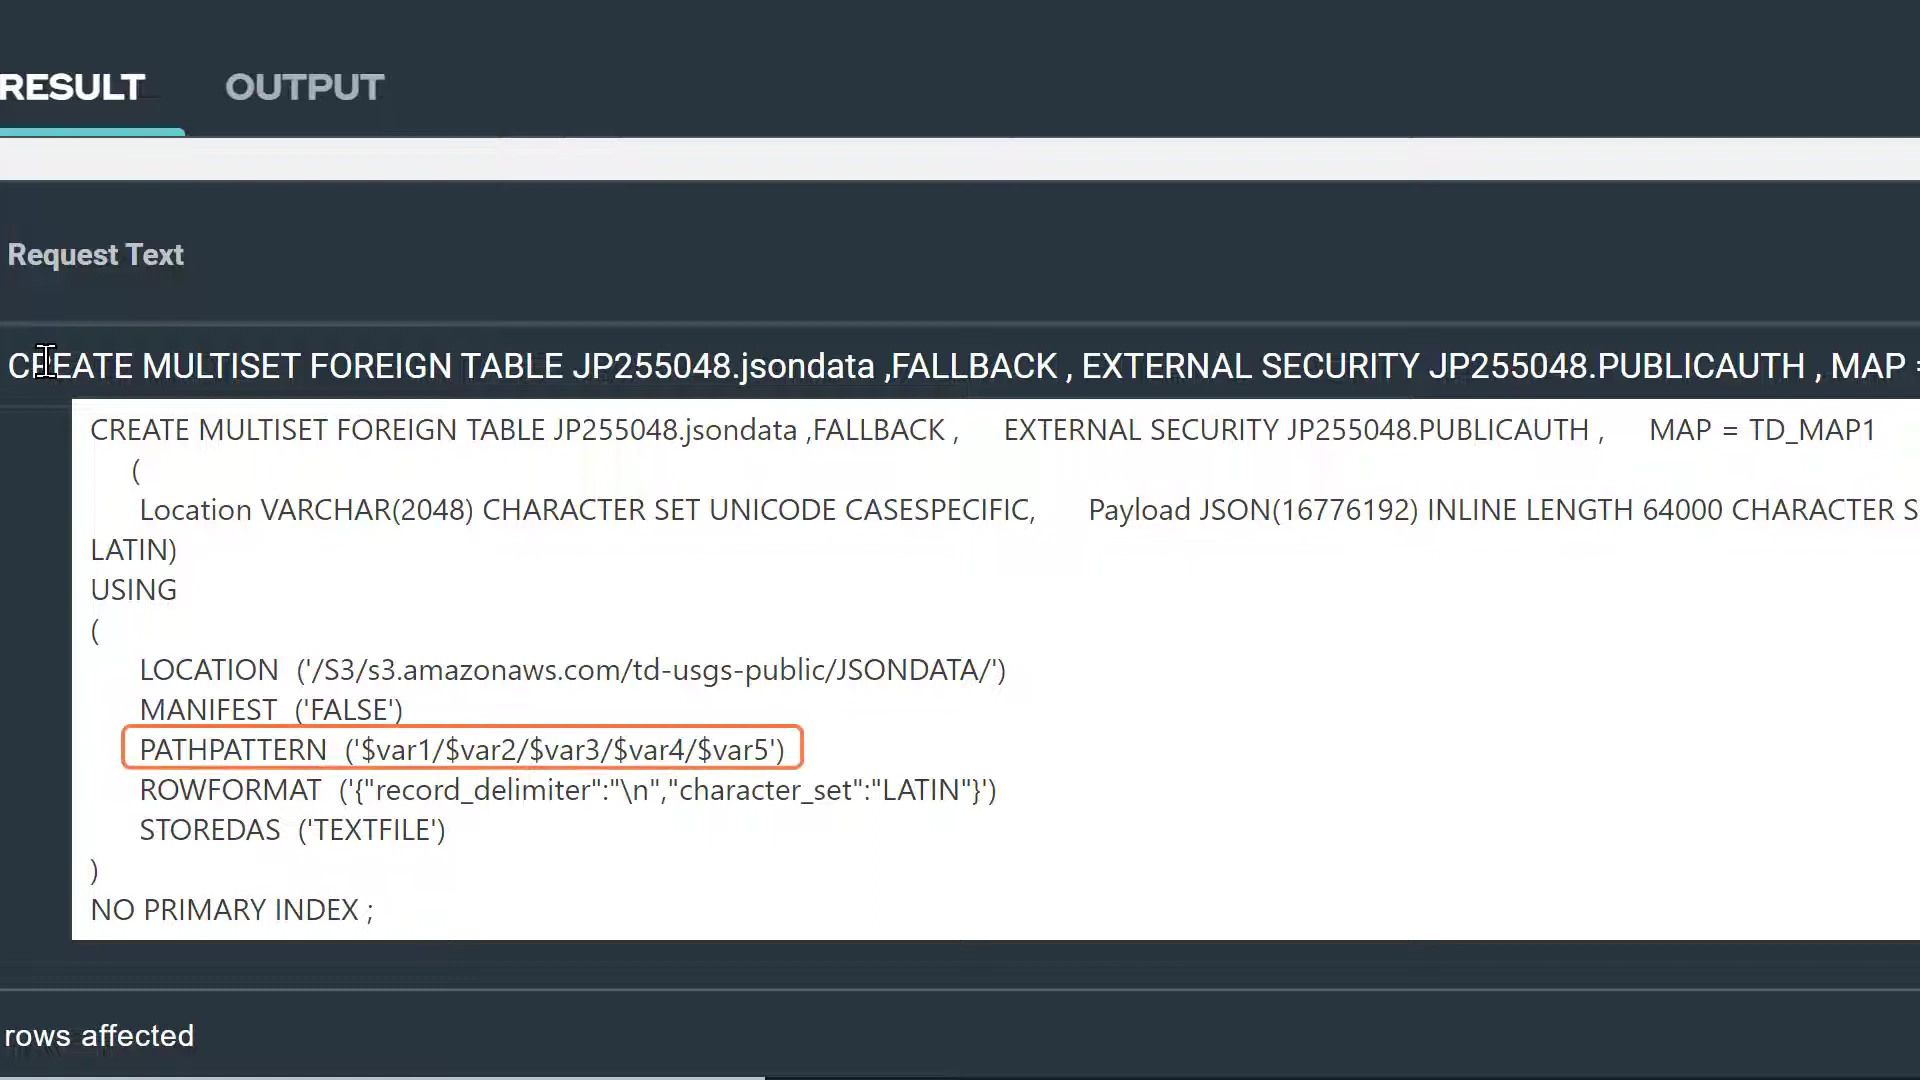 RESULT OUTPUT
Request Text
CREATE MULTISET FOREIGN TABLE JP255048.jsondata ,FALLBACK , EXTERNAL SECURITY JP255048.PUBLICAUTH , MAP =
CREATE MULTISET FOREIGN TABLE JP255048.jsondata ,FALLBACK , EXTERNAL SECURITY JP255048.PUBLICAUTH , MAP = TD_MAP1
(
Location VARCHAR(2048) CHARACTER SET UNICODE CASESPECIFIC, Payload JSON(16776192) INLINE LENGTH 64000 CHARACTER S
LATIN)
USING
(
LOCATION ('/S3/s3.amazonaws.com/td-usgs-public/JSONDATA/')
MANIFEST ('FALSE')
PATHPATTERN ('$var1/$var2/$var3/$var4/$var5')
ROWFORMAT ('{"record_delimiter":"\n","character_set":"LATIN"}')
STOREDAS ('TEXTFILE')
)
NO PRIMARY INDEX ;
rows affected